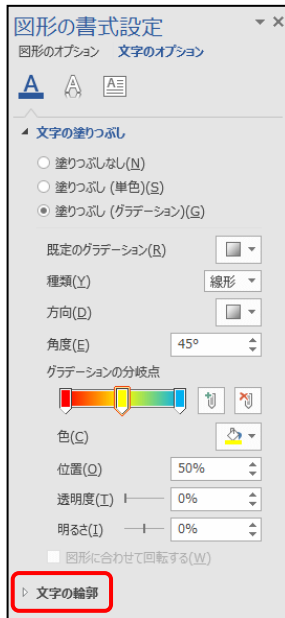 図形の書式設定
図形のオプション 文字のオプション
文字の塗りつぶし
塗りつぶしなし(N)
塗りつぶし (単色)(S)
塗りつぶし (グラデーション)(G)
既定のグラデーション(R)
種類(Y) 線形
方向(D)
角度(E) 45°
グラデーションの分岐点
色(C)
位置(O) 50%
透明度(T) 0%
明るさ(I) 0%
図形に合わせて回転する(W)
文字の輪郭